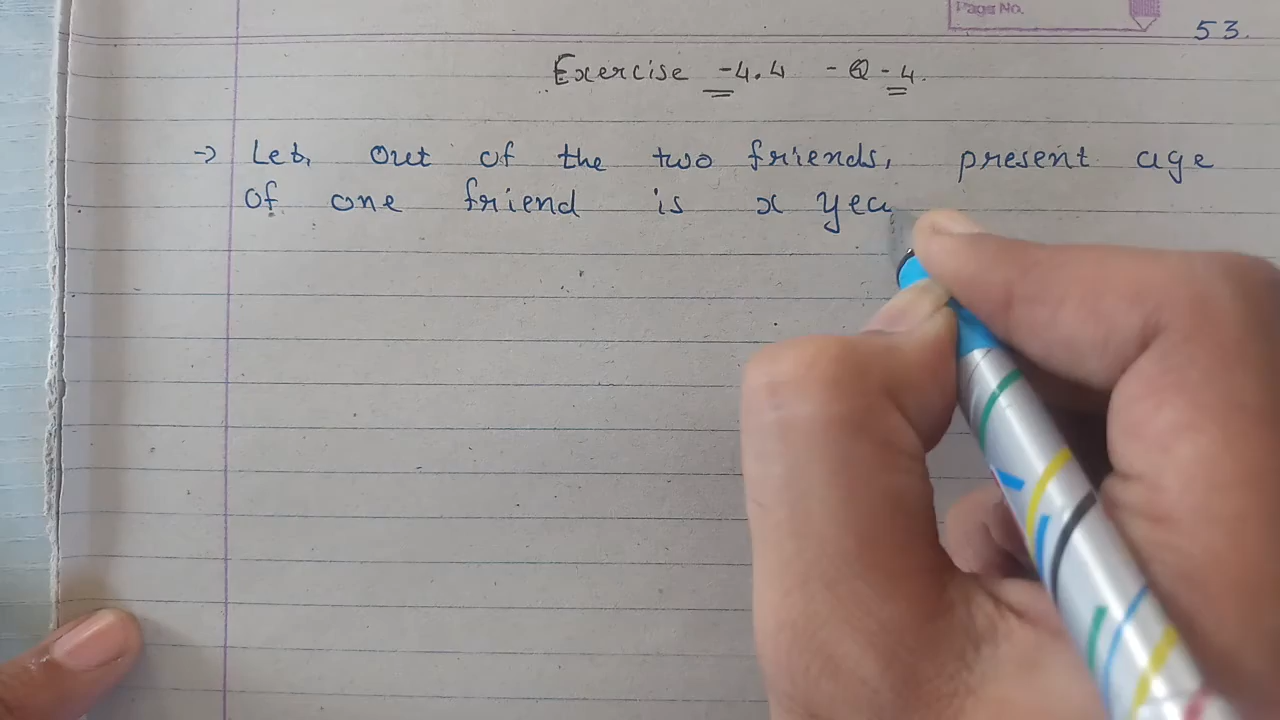 Page No.
53.
Exercise -4.4 - Q - 4.
→ Let, out of the two friends, present age
of one friend is x yea